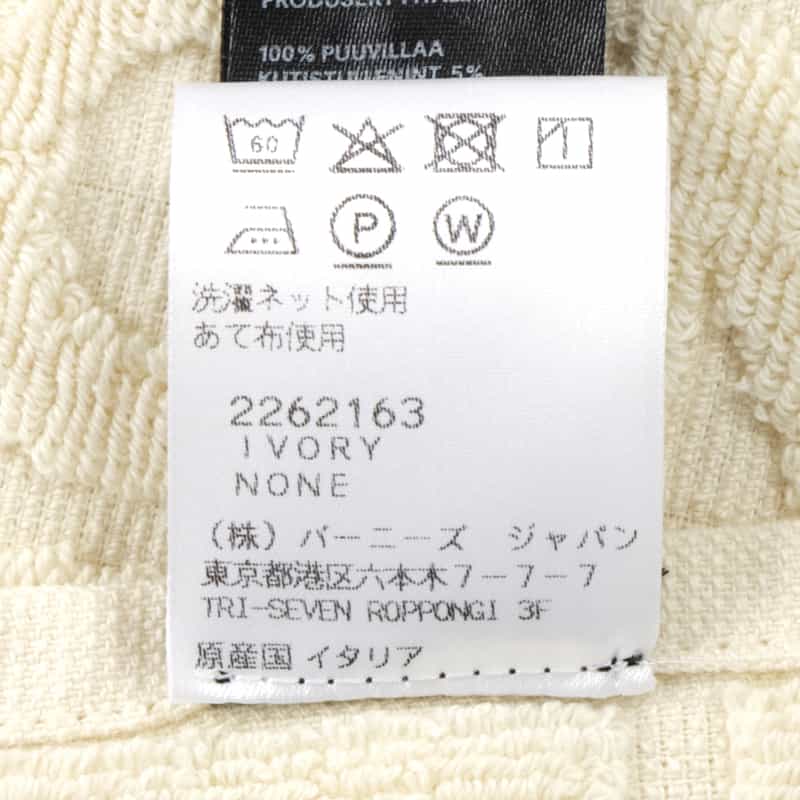 100% PUUVILLAA
60
P
W
洗濯ネット使用
あて布使用
2262163
IVORY
NONE
(株) バーニーズ ジャパン
東京都港区六本木7-7-7
TRI-SEVEN ROPPONGI 3F
原産国 イタリア